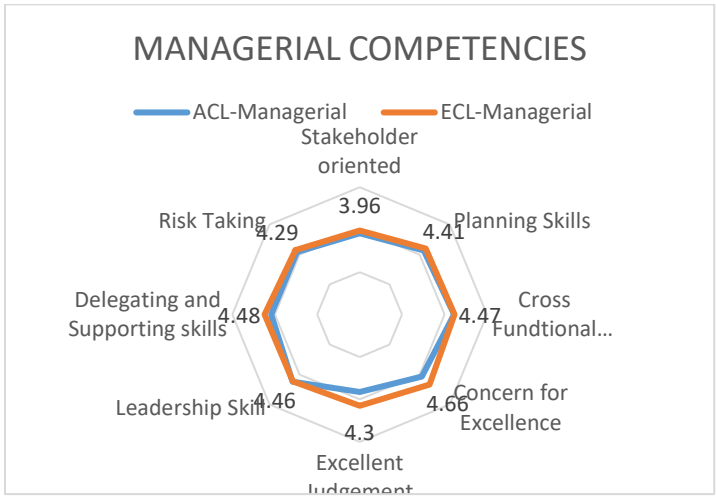 MANAGERIAL COMPETENCIES
ACL-Managerial
ECL-Managerial
Stakeholder
oriented
3.96
Risk Taking
4.29
4.41
Planning Skills
Delegating and
Supporting skills
4.48
4.47
Cross
Fundtional...
Leadership Skill
4.46
4.66
Concern for
Excellence
4.3
Excellent
Judgement